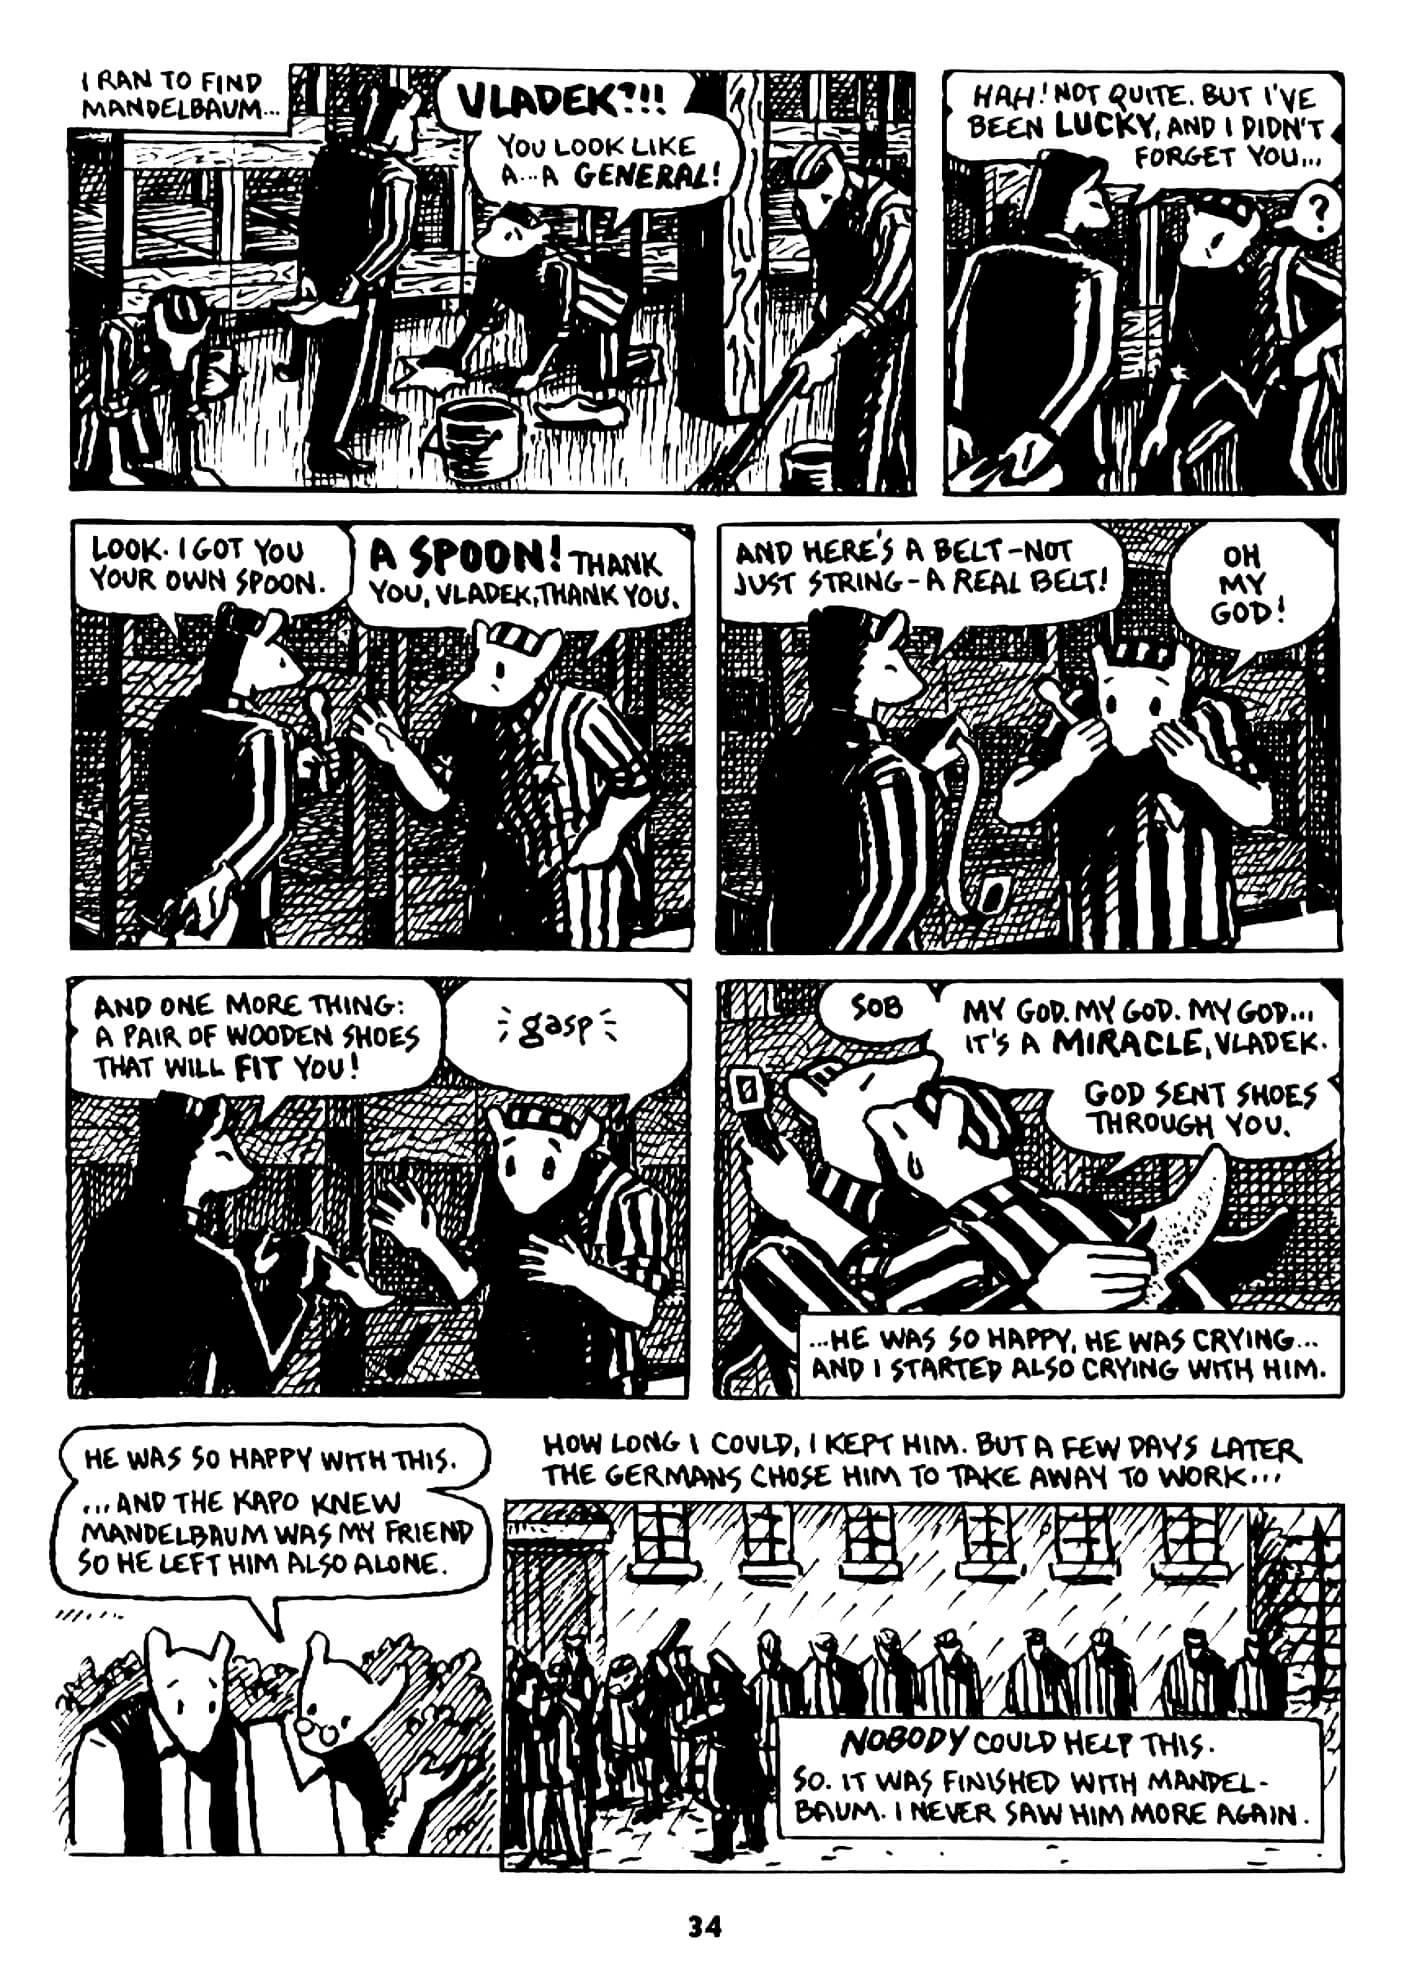 I RAN TO FIND
MANDELBAUM...
VLADEK?!!
YOU LOOK LIKE
A...A GENERAL!
HAH! NOT QUITE. BUT I'VE
BEEN LUCKY, AND I DIDN'T
FORGET YOU...
?
LOOK. I GOT YOU
YOUR OWN SPOON.
A SPOON! THANK
YOU, VLADEK, THANK YOU.
AND HERE'S A BELT-NOT
JUST STRING-A REAL BELT!
OH
MY
GOD!
AND ONE MORE THING:
A PAIR OF WOODEN SHOES
THAT WILL FIT YOU!
gasp
SOB
MY GOD. MY GOD. MY GOD...
IT'S A MIRACLE, VLADEK.
GOD SENT SHOES
THROUGH YOU.
...HE WAS SO HAPPY, HE WAS CRYING...
AND I STARTED ALSO CRYING WITH HIM.
HE WAS SO HAPPY WITH THIS.
...AND THE KAPO KNEW
MANDELBAUM WAS MY FRIEND
SO HE LEFT HIM ALSO ALONE.
HOW LONG I COULD, I KEPT HIM. BUT A FEW DAYS LATER
THE GERMANS CHOSE HIM TO TAKE AWAY TO WORK...
NOBODY COULD HELP THIS.
SO. IT WAS FINISHED WITH MANDEL-
BAUM. I NEVER SAW HIM MORE AGAIN.
34